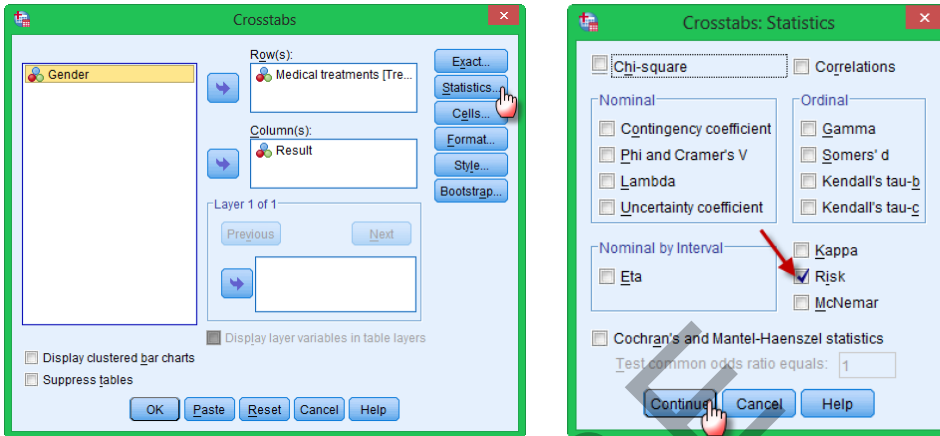 Crosstabs
Gender
Row(s):
Medical treatments [Tre...
Column(s):
Result
Exact...
Statistics...
Cells...
Format...
Style...
Bootstrap...
Layer 1 of 1
Previous
Next
Display layer variables in table layers
Display clustered bar charts
Suppress tables
OK
Paste
Reset
Cancel
Help
Crosstabs: Statistics
Chi-square
Correlations
Nominal
Contingency coefficient
Phi and Cramer's V
Lambda
Uncertainty coefficient
Ordinal
Gamma
Somers' d
Kendall's tau-b
Kendall's tau-c
Nominal by Interval
Eta
Kappa
Risk
McNemar
Cochran's and Mantel-Haenszel statistics
Test common odds ratio equals: 1
Continue
Cancel
Help